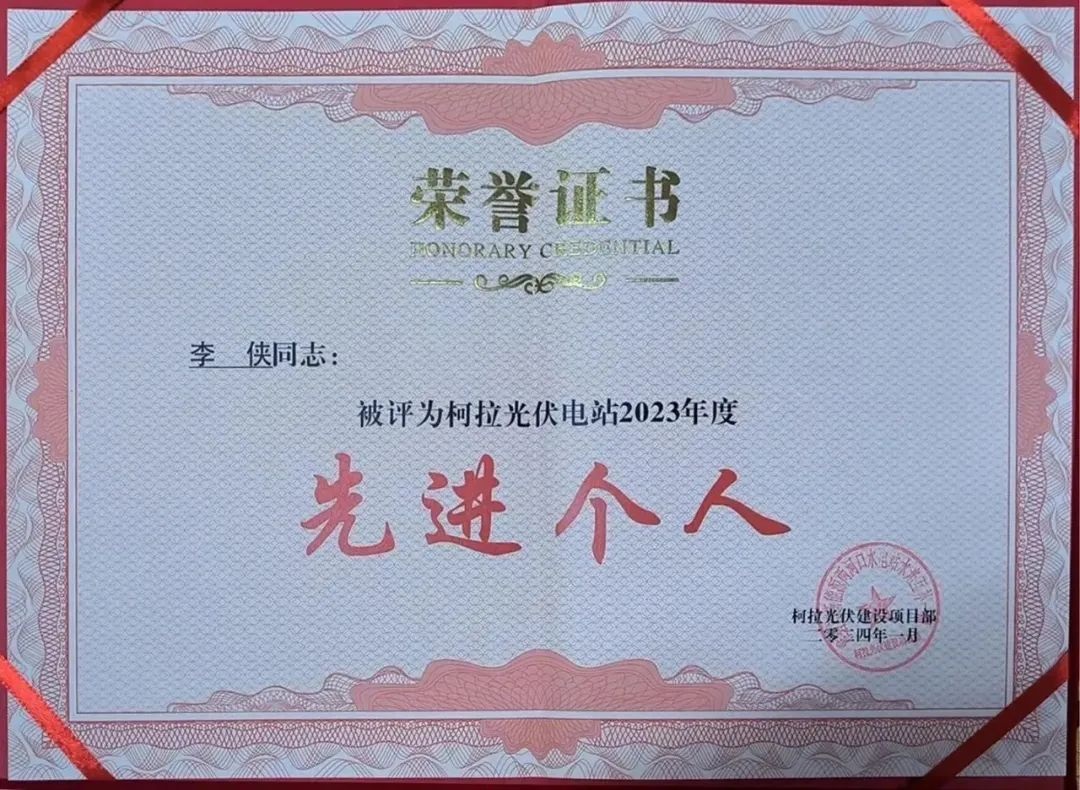 荣誉证书
HONORARY CREDENTIAL
李 侠同志：
被评为柯拉光伏电站2023年度
先进个人
柯拉光伏建设项目部
二零二四年一月